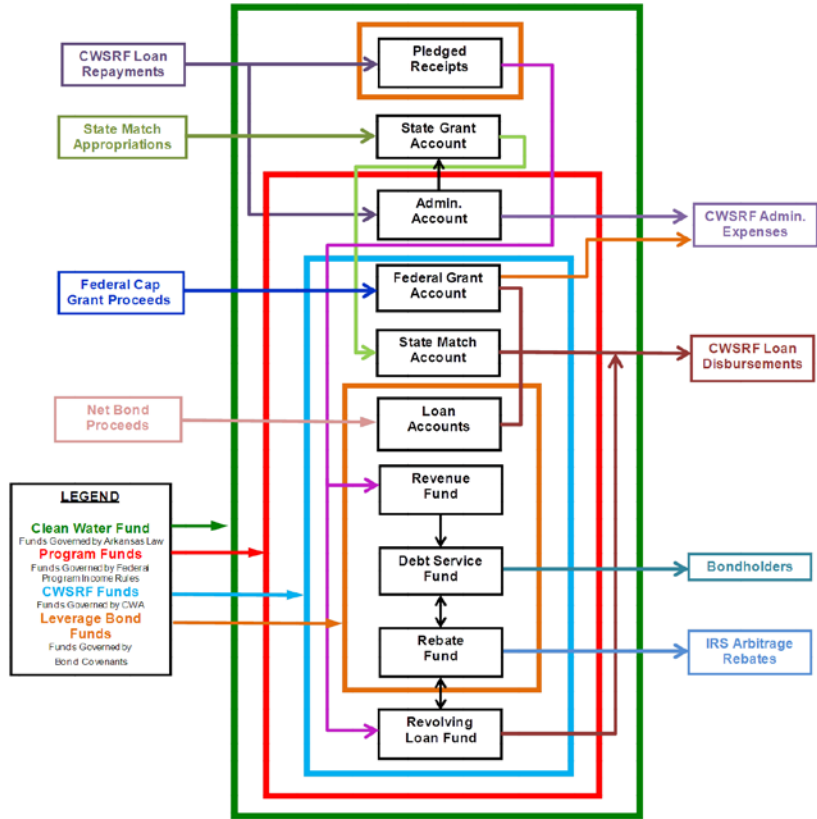 CWSRF Loan
Repayments
Pledged
Receipts
State Match
Appropriations
State Grant
Account
Admin.
Account
CWSRF Admin.
Expenses
Federal Cap
Grant Proceeds
Federal Grant
Account
State Match
Account
CWSRF Loan
Disbursements
Net Bond
Proceeds
Loan
Accounts
Revenue
Fund
LEGEND
Clean Water Fund
Funds Governed by Arkansas Law
Program Funds
Funds Governed by Federal
Program Income Rules
CWSRF Funds
Funds Governed by CWA
Leverage Bond
Funds
Funds Governed by
Bond Covenants
Debt Service
Fund
Bondholders
Rebate
Fund
IRS Arbitrage
Rebates
Revolving
Loan Fund